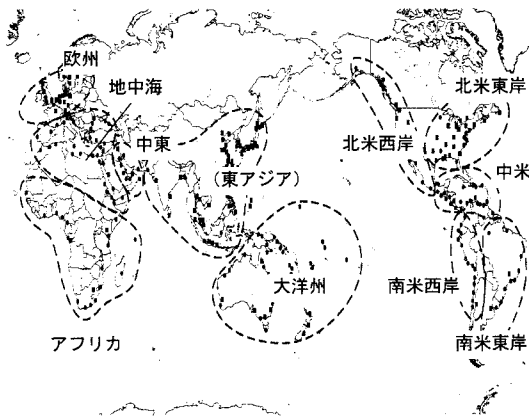 欧州
地中海
中東
(東アジア)
北米東岸
北米西岸
中米
大洋州
南米西岸
アフリカ
南米東岸